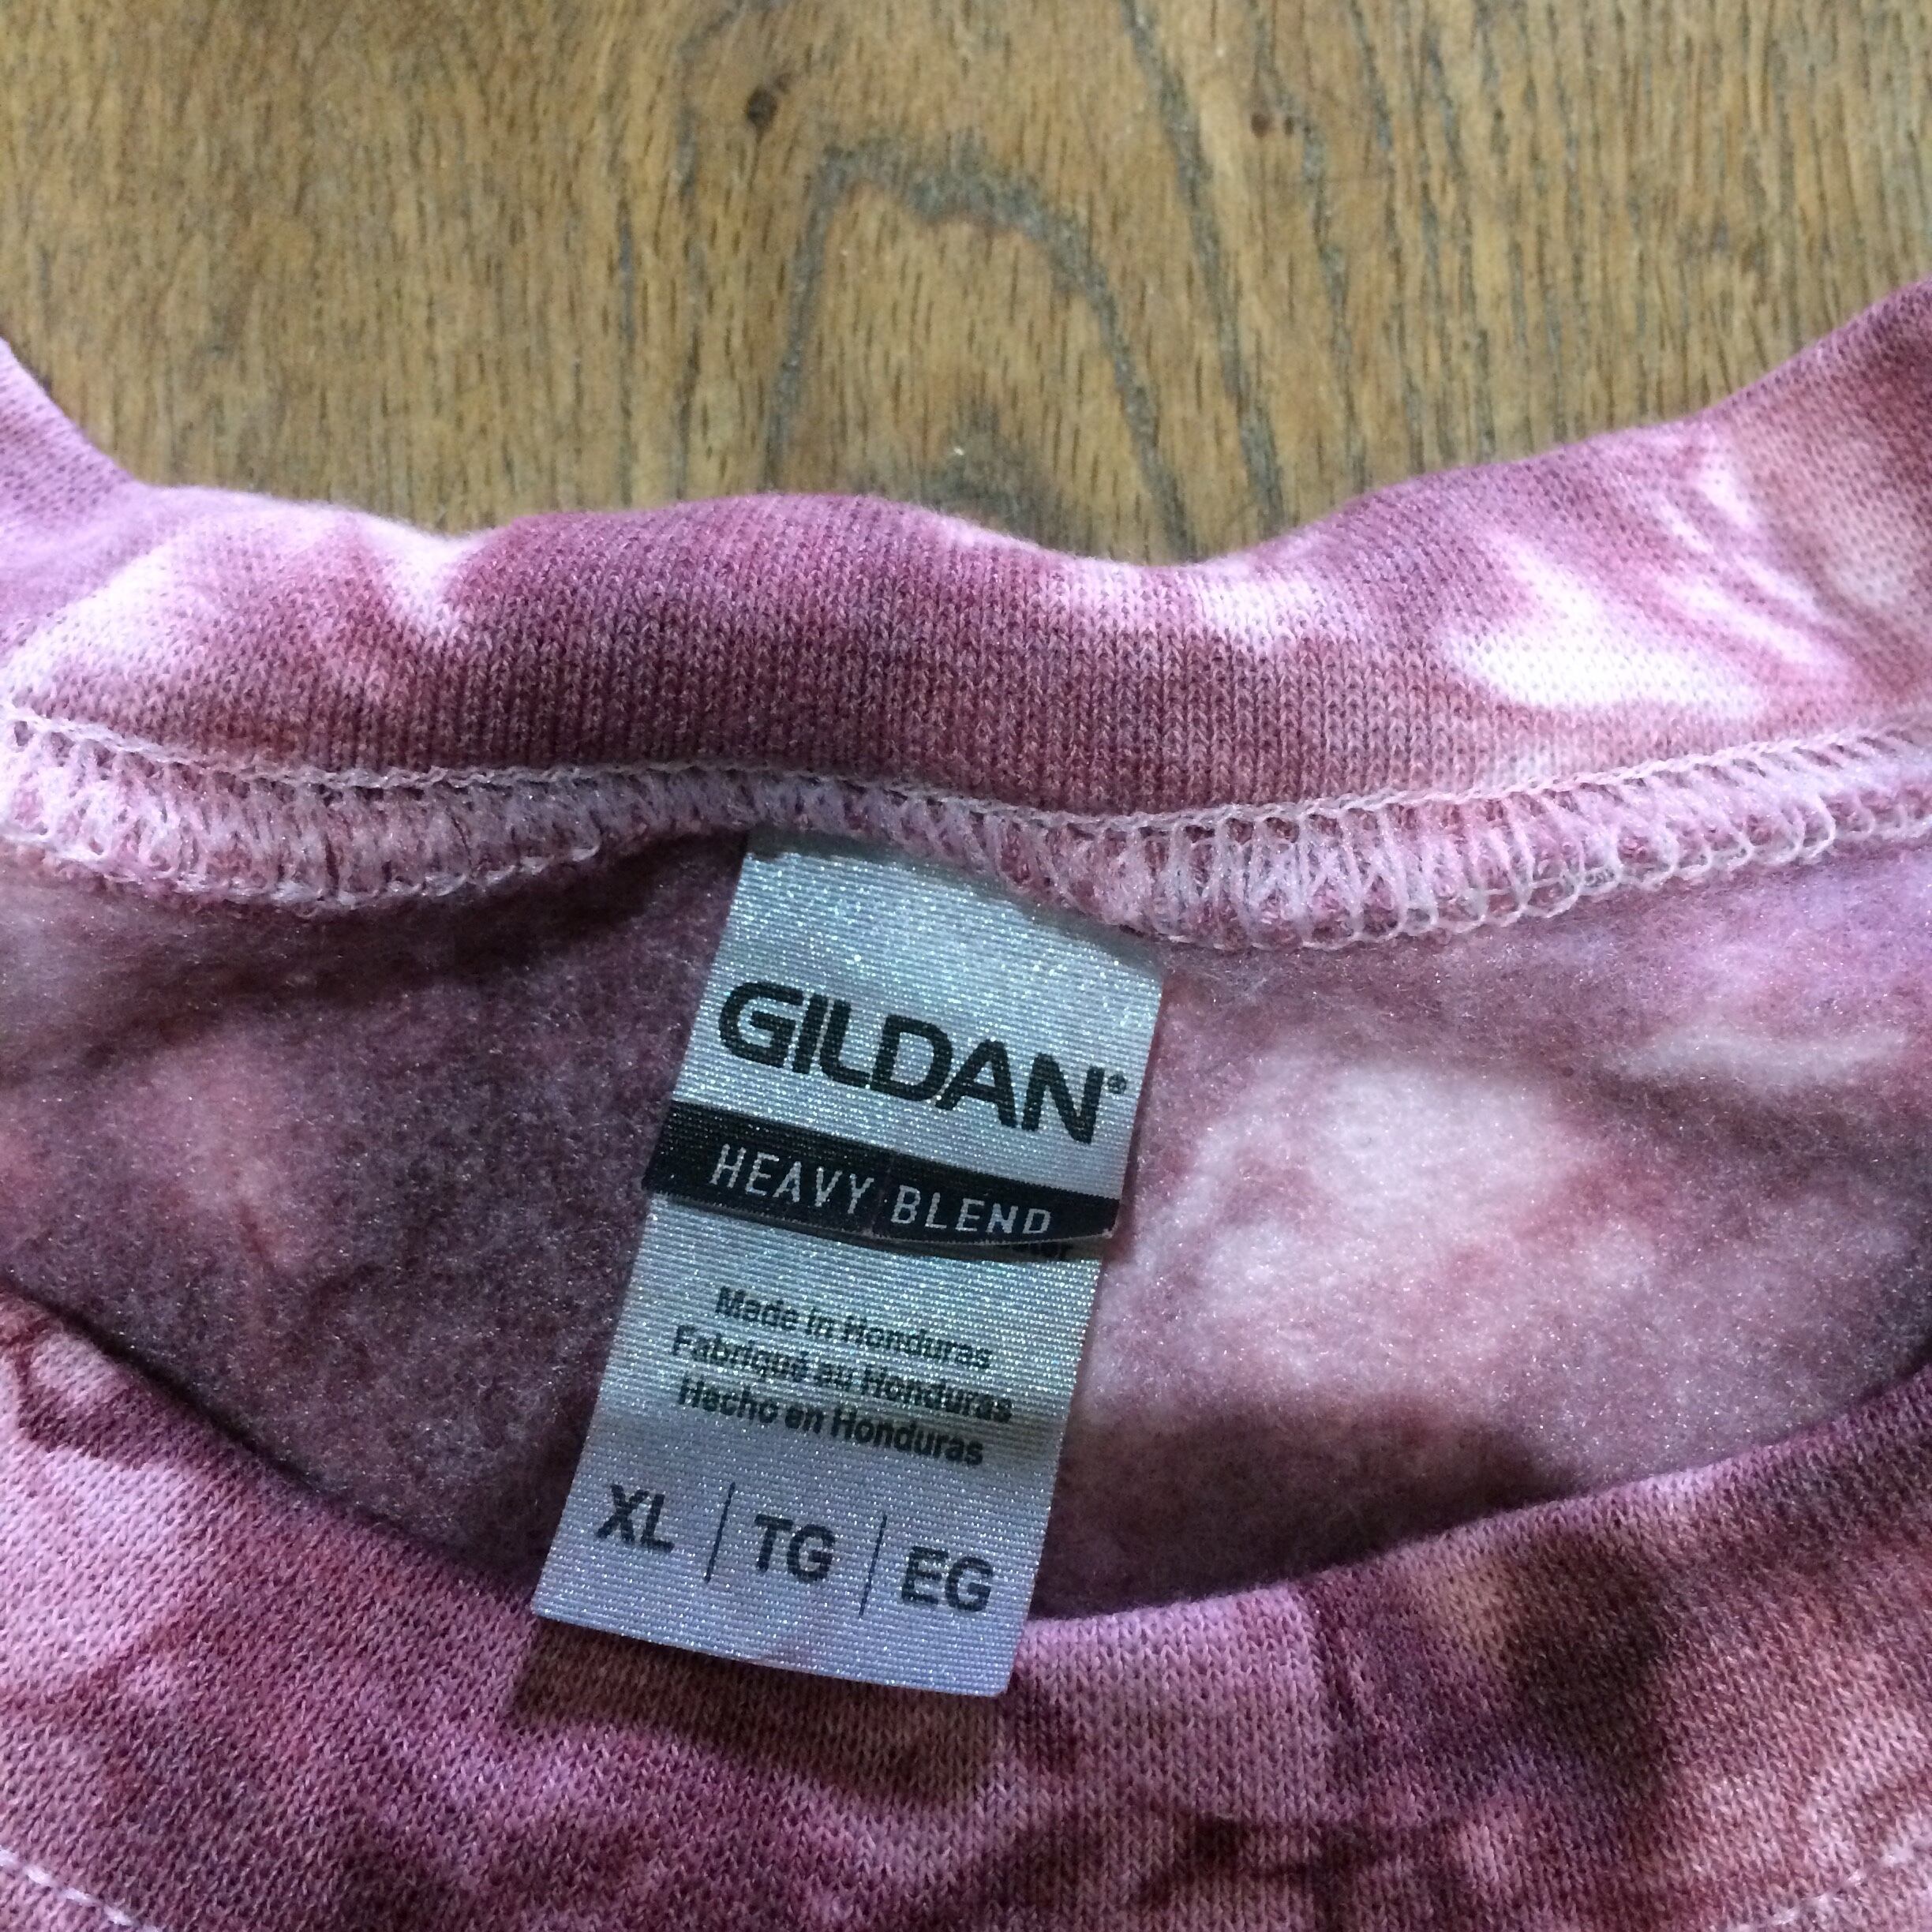 GILDAN®
HEAVY BLEND
Made in Honduras
Fabriqué au Honduras
Hecho en Honduras
XL | TG | EG